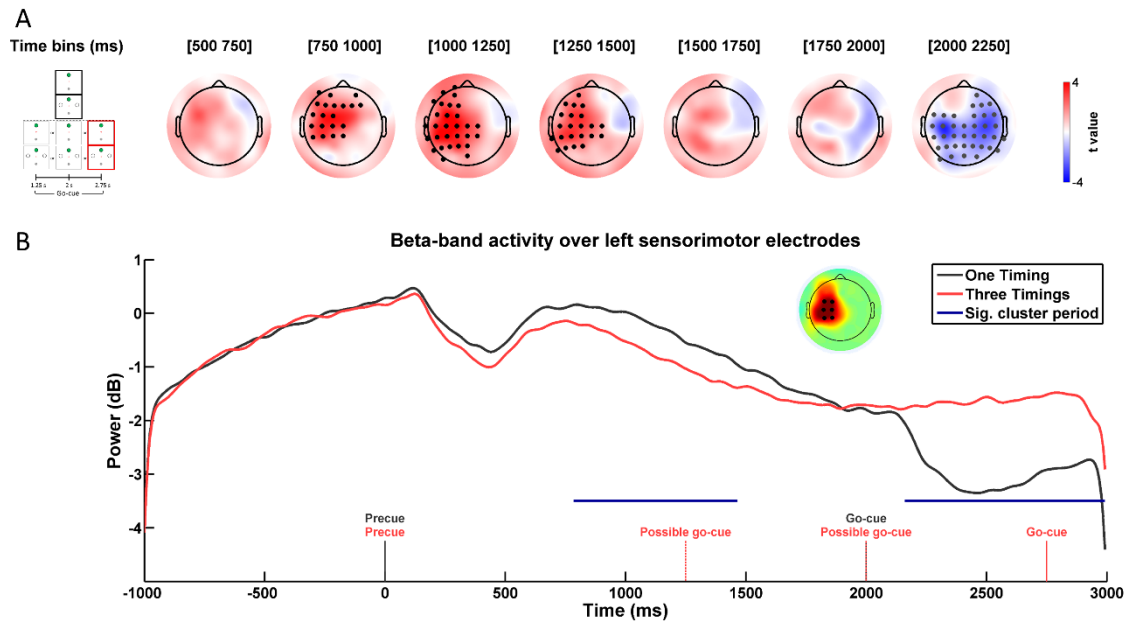 A
Time bins (ms)
[500 750]
[750 1000]
[1000 1250]
[1250 1500]
[1500 1750]
[1750 2000]
[2000 2250]
1.25 s
2 s
2.75 s
Go-cue
4
-4
t value
B
Beta-band activity over left sensorimotor electrodes
One Timing
Three Timings
Sig. cluster period
Power (dB)
1
0
-1
-2
-3
-4
Precue
Precue
Possible go-cue
Go-cue
Possible go-cue
Go-cue
-1000
-500
0
500
1000
1500
2000
2500
3000
Time (ms)